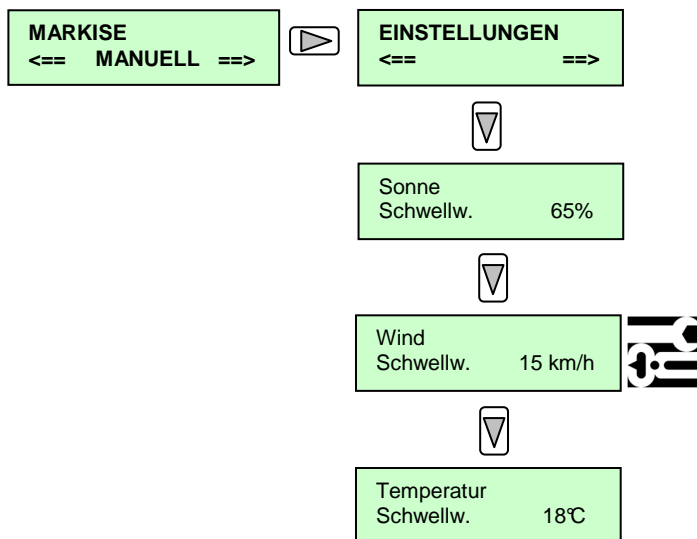 MARKISE
<== MANUELL ==>
EINSTELLUNGEN
<== ==>
Sonne
Schwellw. 65%
Wind
Schwellw. 15 km/h
Temperatur
Schwellw. 18°C